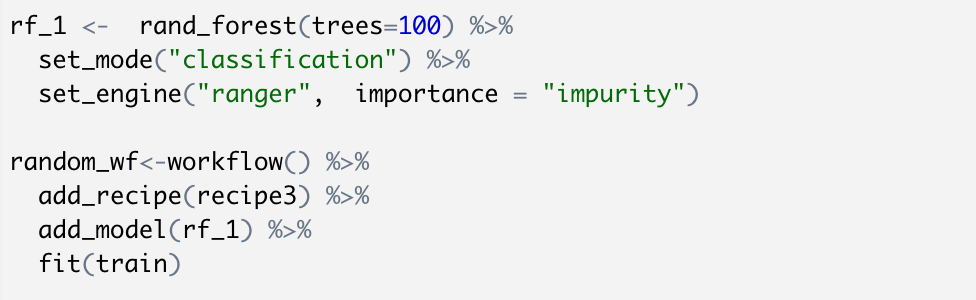 rf_1 <-  rand_forest(trees=100) %>%
  set_mode("classification") %>%
  set_engine("ranger",  importance = "impurity")

random_wf<-workflow() %>%
  add_recipe(recipe3) %>%
  add_model(rf_1) %>%
  fit(train)